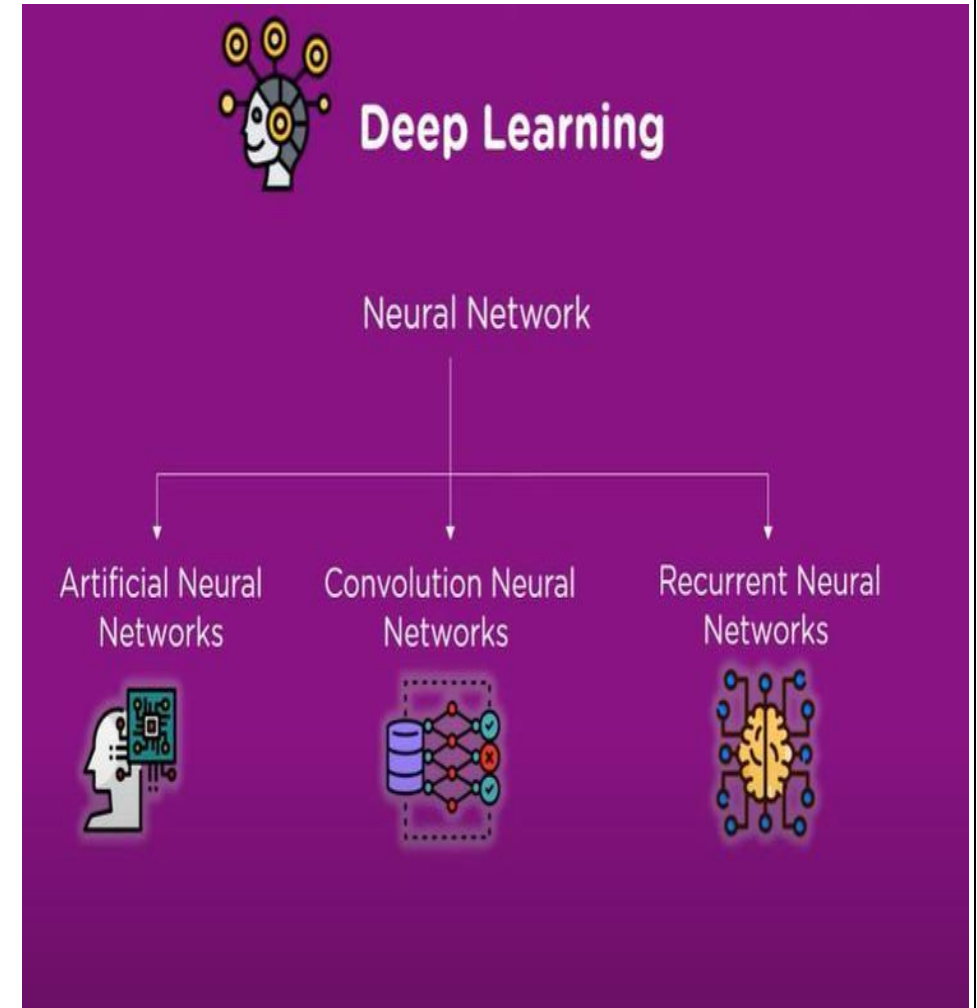 Deep Learning
Neural Network
Artificial Neural
Networks
Convolution Neural
Networks
Recurrent Neural
Networks